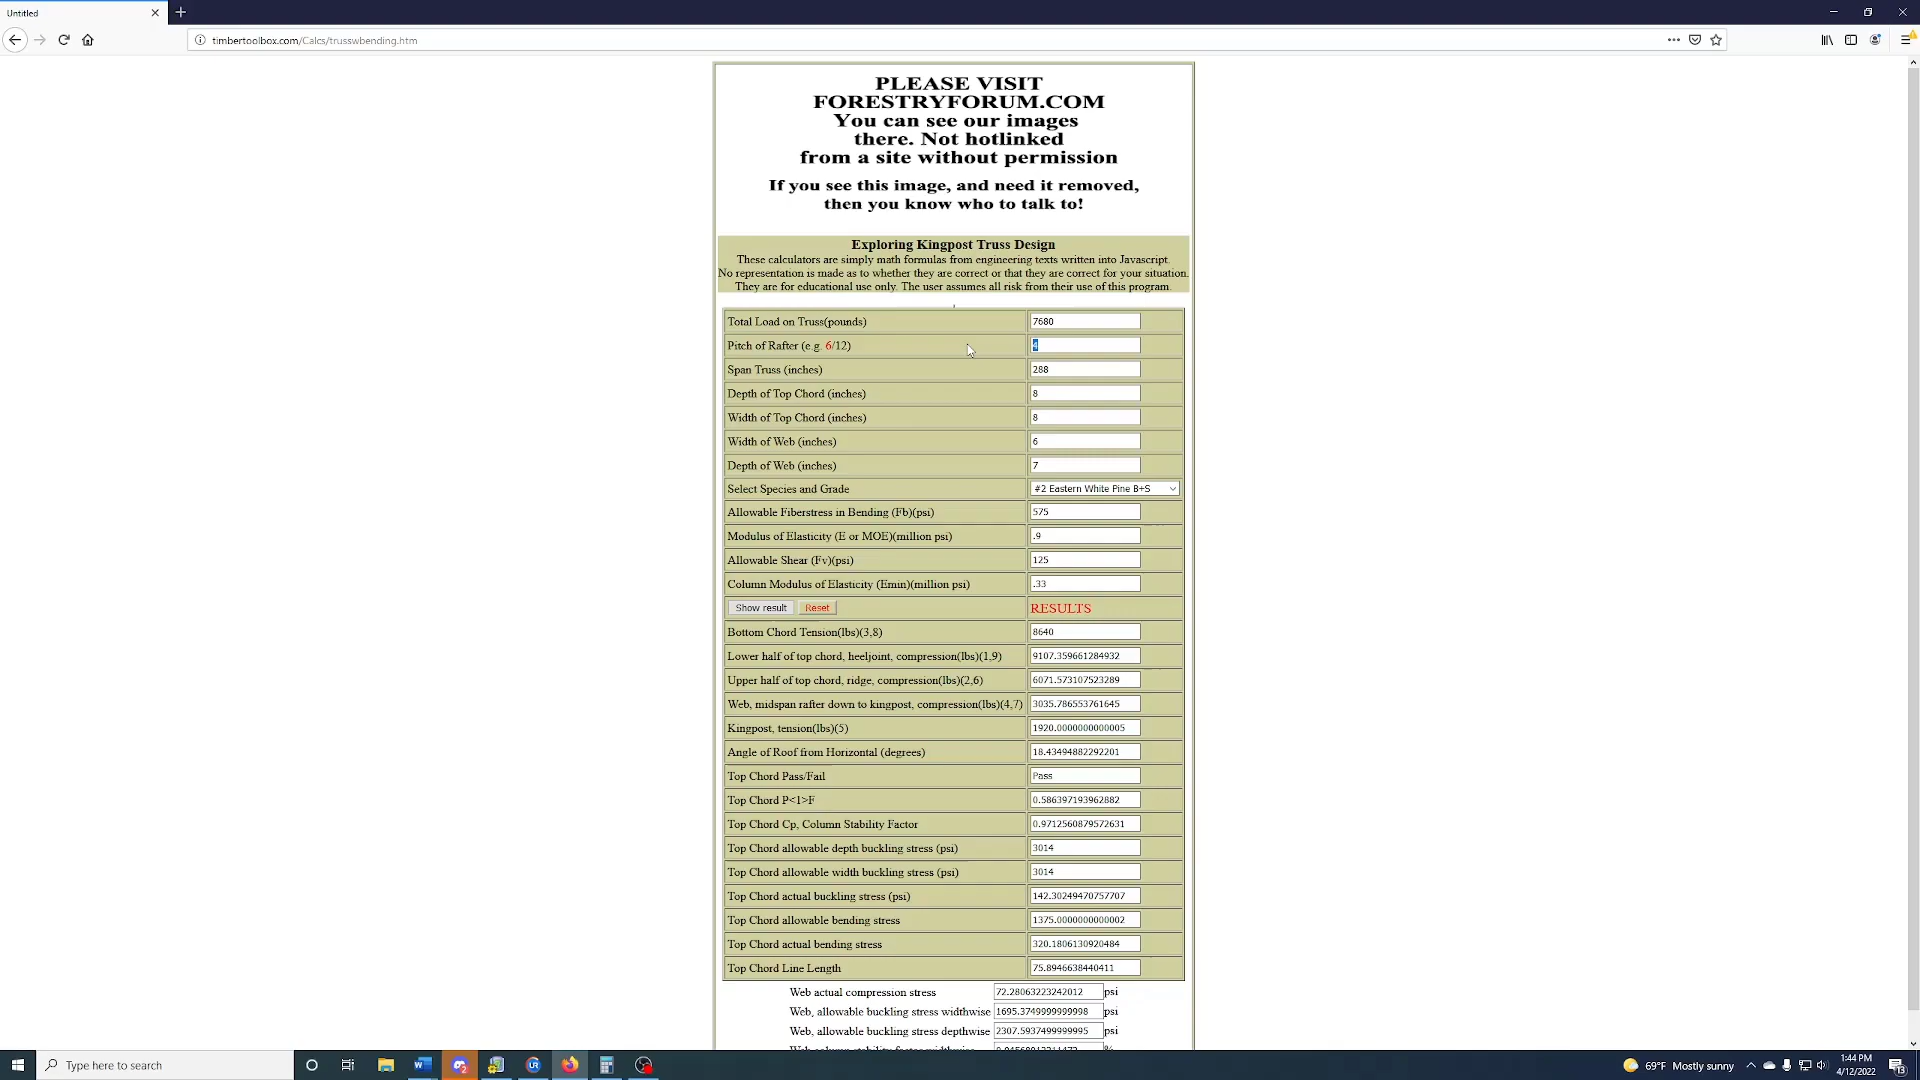 Untitled
timbertoolbox.com/Calcs/trusswbending.htm
PLEASE VISIT
FORESTRYFORUM.COM
You can see our images
there. Not hotlinked
from a site without permission
If you see this image, and need it removed,
then you know who to talk to!
Exploring Kingpost Truss Design
These calculators are simply math formulas from engineering texts written into Javascript.
No representation is made as to whether they are correct or that they are correct for your situation.
They are for educational use only. The user assumes all risk from their use of this program.
Total Load on Truss(pounds) 7680
Pitch of Rafter (e.g. 6/12) 4
Span Truss (inches) 288
Depth of Top Chord (inches) 8
Width of Top Chord (inches) 8
Width of Web (inches) 6
Depth of Web (inches) 7
Select Species and Grade #2 Eastern White Pine B+S
Allowable Fiberstress in Bending (Fb)(psi) 575
Modulus of Elasticity (E or MOE)(million psi) .9
Allowable Shear (Fv)(psi) 125
Column Modulus of Elasticity (Emin)(million psi) .33
Show result Reset RESULTS
Bottom Chord Tension(lbs)(3,8) 8640
Lower half of top chord, heeljoint, compression(lbs)(1,9) 9107.359661284932
Upper half of top chord, ridge, compression(lbs)(2,6) 6071.573107523289
Web, midspan rafter down to kingpost, compression(lbs)(4,7) 3035.786553761645
Kingpost, tension(lbs)(5) 1920.0000000000005
Angle of Roof from Horizontal (degrees) 18.43494882292201
Top Chord Pass/Fail Pass
Top Chord P<1>F 0.586397193962882
Top Chord Cp, Column Stability Factor 0.9712560879572631
Top Chord allowable depth buckling stress (psi) 3014
Top Chord allowable width buckling stress (psi) 3014
Top Chord actual buckling stress (psi) 142.30249470757707
Top Chord allowable bending stress 1375.0000000000002
Top Chord actual bending stress 320.1806130920484
Top Chord Line Length 75.8946638440411
Web actual compression stress 72.28063223242012 psi
Web, allowable buckling stress widthwise 1695.3749999999998 psi
Web, allowable buckling stress depthwise 2307.5937499999995 psi
Type here to search
69°F Mostly sunny
1:44 PM
4/12/2022
13